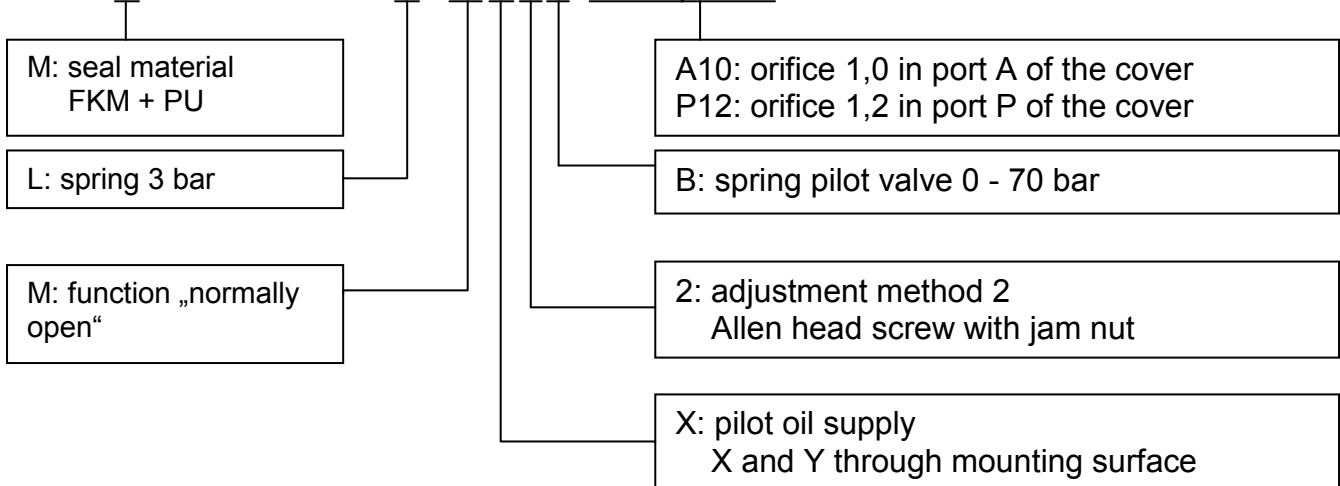 M: seal material
FKM + PU
L: spring 3 bar
M: function „normally
open“
A10: orifice 1,0 in port A of the cover
P12: orifice 1,2 in port P of the cover
B: spring pilot valve 0 - 70 bar
2: adjustment method 2
Allen head screw with jam nut
X: pilot oil supply
X and Y through mounting surface